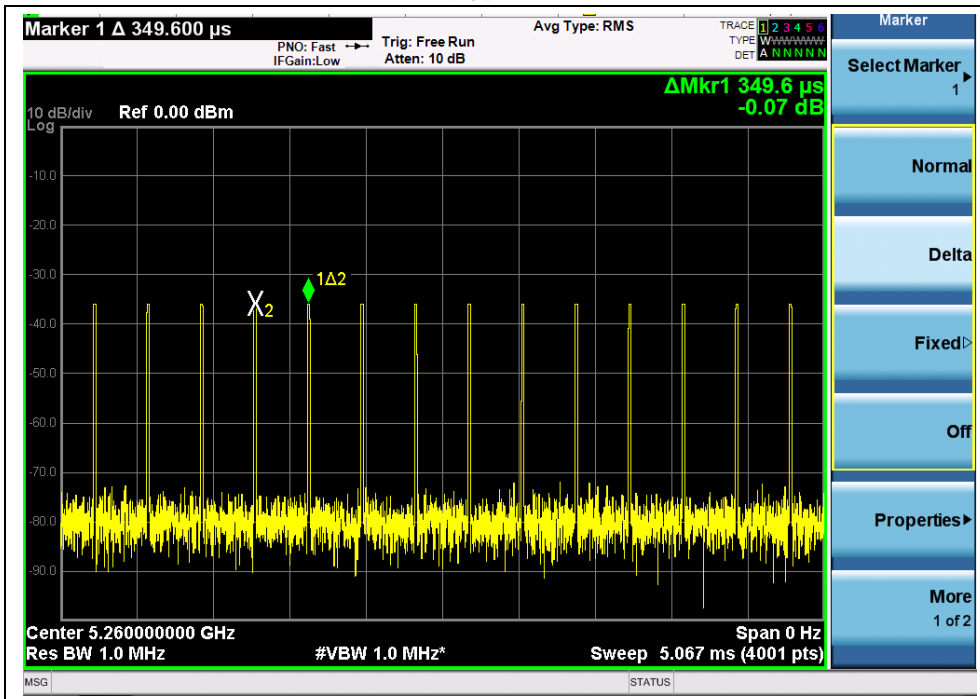 Marker 1 Δ 349.600 µs
PNO: Fast
IFGain:Low
Trig: Free Run
Atten: 10 dB
Avg Type: RMS
TRACE 1 2 3 4 5 6
TYPE WWWWWW
DET A N N N N N
ΔMkr1 349.6 µs
-0.07 dB
10 dB/div Ref 0.00 dBm
Log
-10.0
-20.0
-30.0
-40.0
-50.0
-60.0
-70.0
-80.0
-90.0
X2
1Δ2
Center 5.260000000 GHz
Span 0 Hz
Res BW 1.0 MHz
#VBW 1.0 MHz*
Sweep 5.067 ms (4001 pts)
MSG
STATUS
Marker
Select Marker
1
Normal
Delta
Fixed
Off
Properties
More
1 of 2